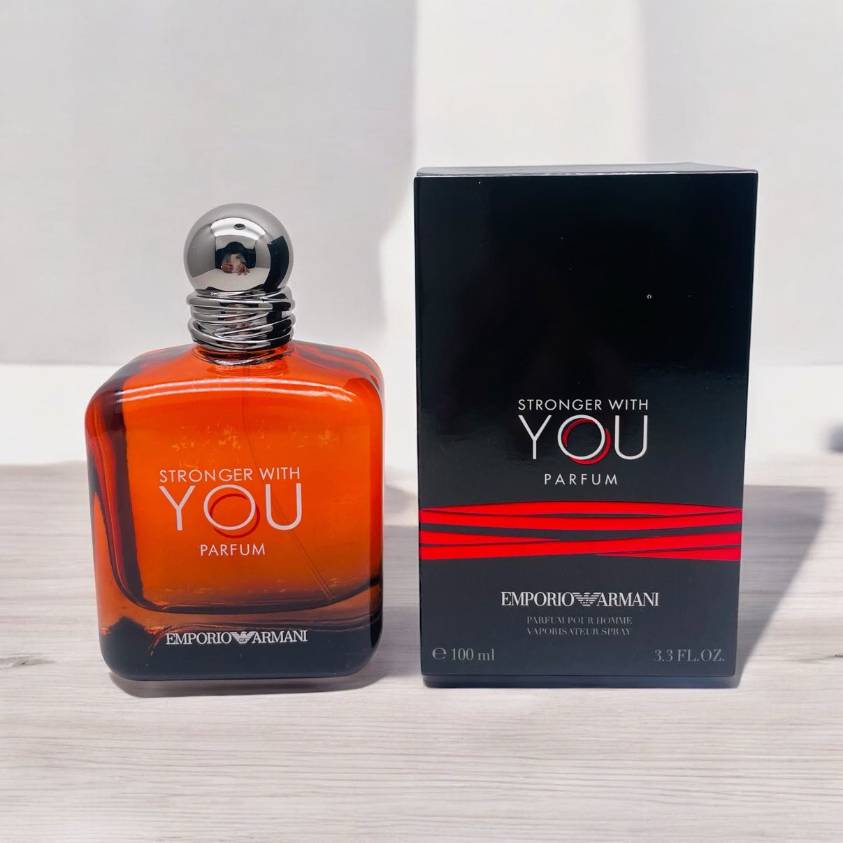 STRONGER WITH
YOU
PARFUM
EMPORIO ARMANI
STRONGER WITH
YOU
PARFUM
EMPORIO ARMANI
PARFUM POUR HOMME
VAPORISATEUR SPRAY
℮ 100 ml
3.3 FL.OZ.